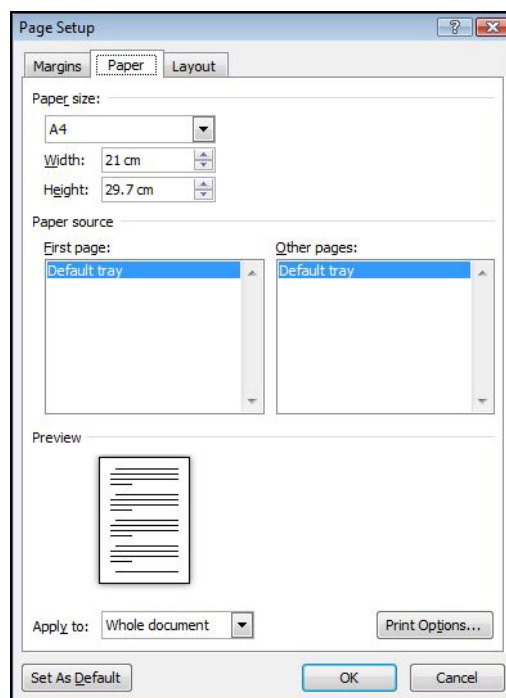 Page Setup
Margins Paper Layout
Paper size:
A4
Width: 21 cm
Height: 29.7 cm
Paper source
First page: Other pages:
Default tray Default tray
Preview
Apply to: Whole document Print Options...
Set As Default OK Cancel